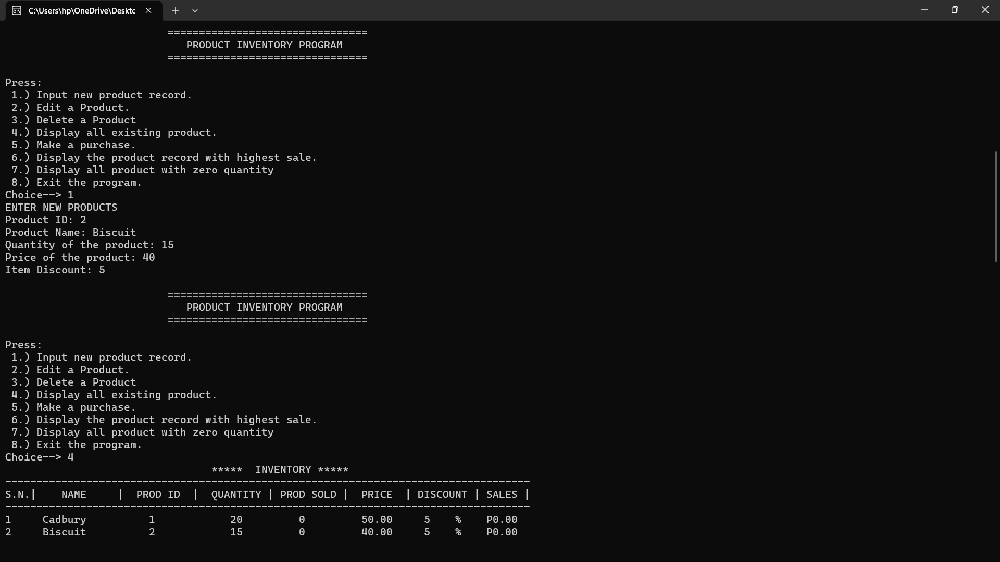 C:\Users\hp\OneDrive\Deskto
================================
PRODUCT INVENTORY PROGRAM
================================
Press:
1.) Input new product record.
2.) Edit a Product.
3.) Delete a Product
4.) Display all existing product.
5.) Make a purchase.
6.) Display the product record with highest sale.
7.) Display all product with zero quantity
8.) Exit the program.
Choice--> 1
ENTER NEW PRODUCTS
Product ID: 2
Product Name: Biscuit
Quantity of the product: 15
Price of the product: 40
Item Discount: 5
================================
PRODUCT INVENTORY PROGRAM
================================
Press:
1.) Input new product record.
2.) Edit a Product.
3.) Delete a Product
4.) Display all existing product.
5.) Make a purchase.
6.) Display the product record with highest sale.
7.) Display all product with zero quantity
8.) Exit the program.
Choice--> 4
***** INVENTORY *****
------------------------------------------------------------------------------------
S.N.| NAME | PROD ID | QUANTITY | PROD SOLD | PRICE | DISCOUNT | SALES |
------------------------------------------------------------------------------------
1 Cadbury 1 20 0 50.00 5 % P0.00
2 Biscuit 2 15 0 40.00 5 % P0.00